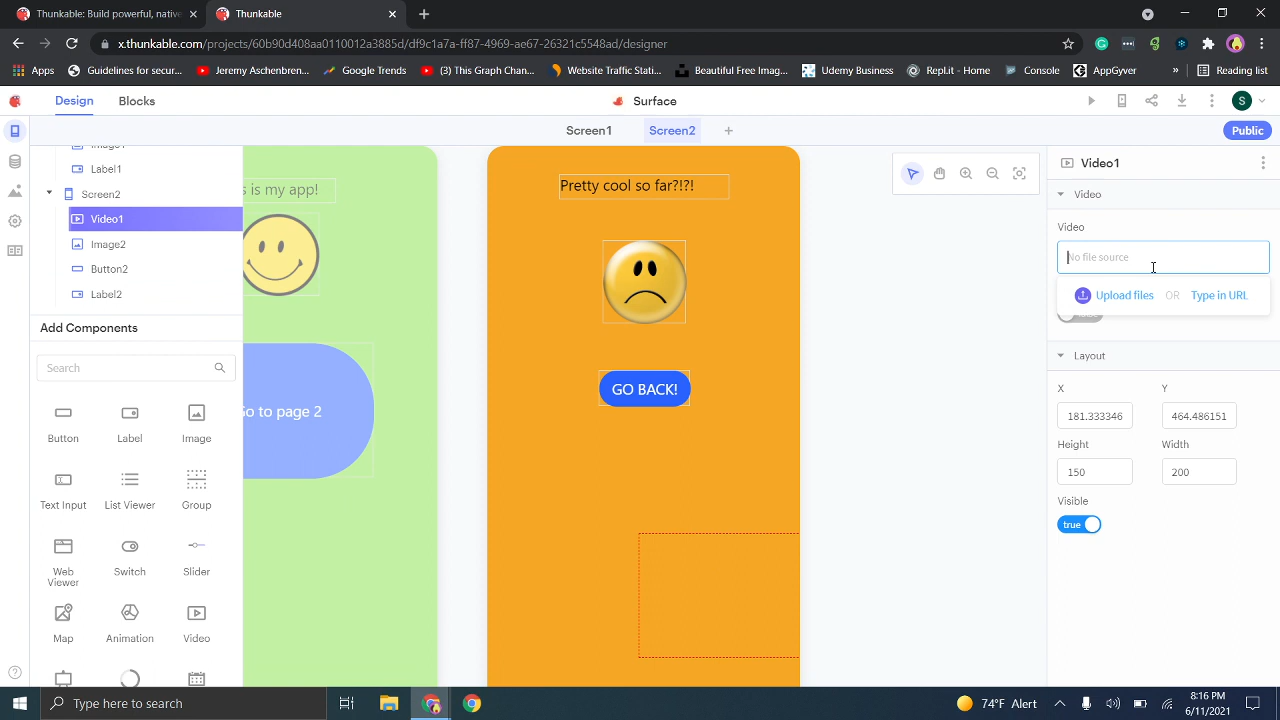 Thunkable: Powerful, native
Thunkable
x.thunkable.com/projects/60b90d408aa0110012a3885d/df9c1a7a-ff87-4969-ae67-26321c5548ad/designer
Apps
Guidelines for secur...
Jeremy Aschenbren...
Google Trends
(3) This Graph Chan...
Website Traffic Stati...
Beautiful Free Imag...
Udemy Business
Replit - Home
Console
Appgyver
»
Reading list
Design
Blocks
Surface
S
Screen1
Screen2
Public
Label1
Screen2
Video1
Image2
Button2
Label2
Add Components
Search
Button
Label
Image
Text Input
List Viewer
Group
Web Viewer
Switch
Slider
Map
Animation
Video
s is my app!
Go to page 2
Pretty cool so far?!?!
GO BACK!
Video1
Video
Video
No file source
Upload files OR Type in URL
Layout
X
Y
181.333346
464.486151
Height
Width
150
200
Visible
true
Type here to search
74°F Alert
8:16 PM
6/11/2021